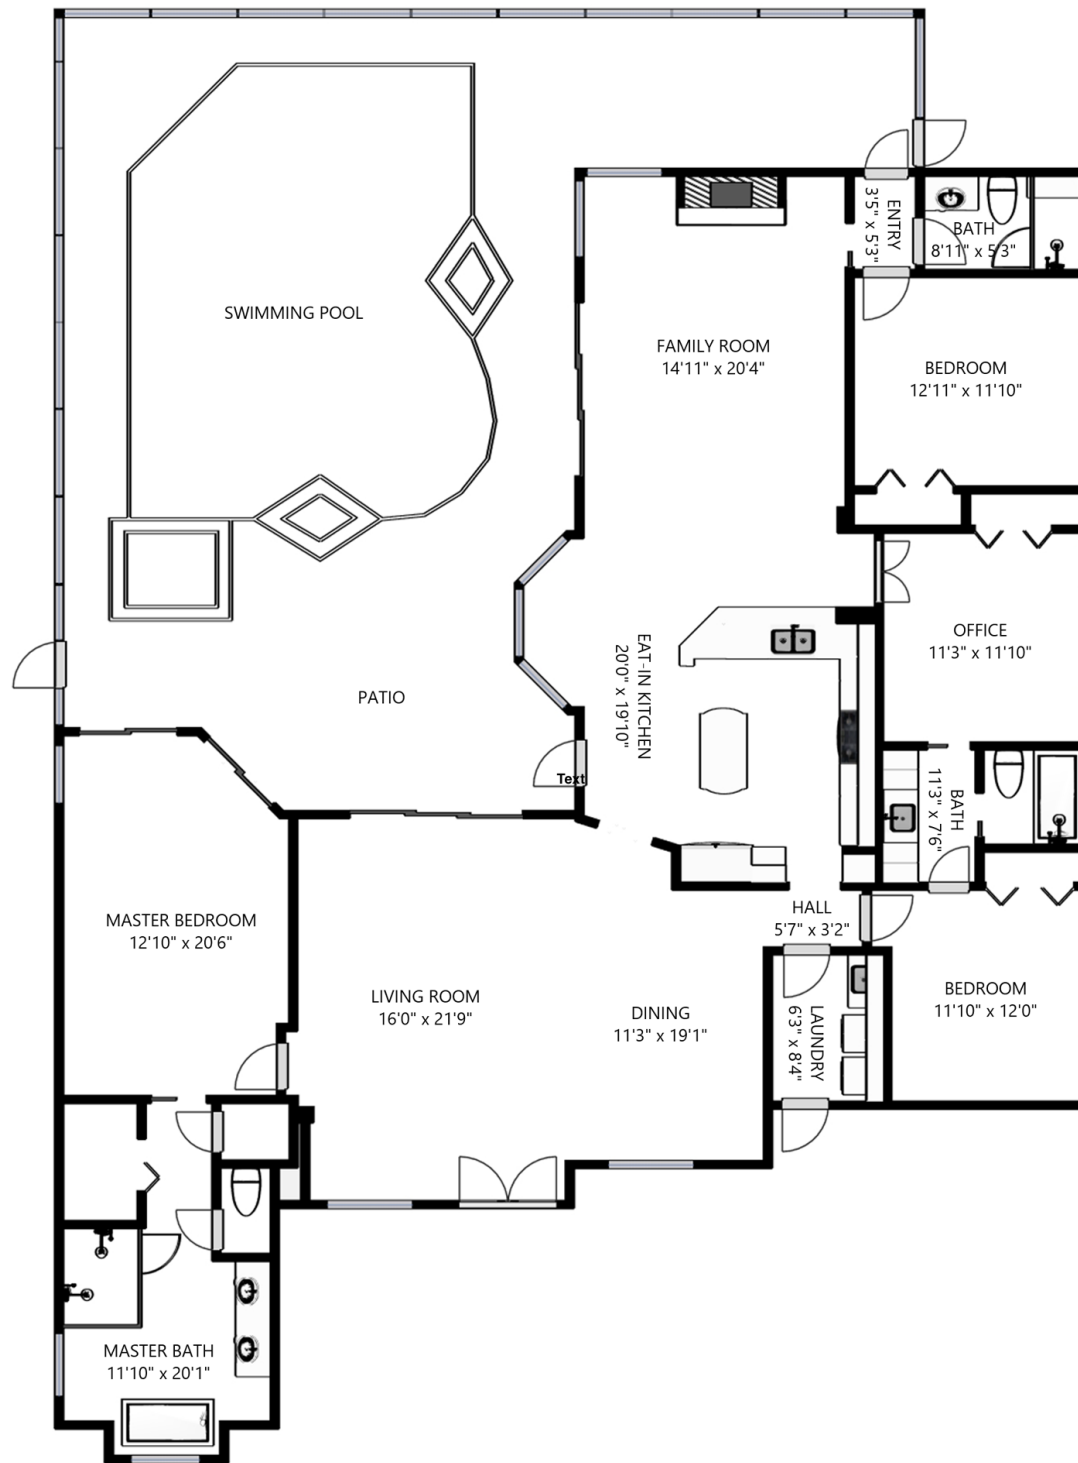 ENTRY
3'5" x 5'3"
BATH
8'11" x 5'3"
SWIMMING POOL
FAMILY ROOM
14'11" x 20'4"
BEDROOM
12'11" x 11'10"
OFFICE
11'3" x 11'10"
EAT-IN KITCHEN
20'0" x 19'10"
PATIO
Text
BATH
11'3" x 7'6"
MASTER BEDROOM
12'10" x 20'6"
HALL
5'7" x 3'2"
LIVING ROOM
16'0" x 21'9"
DINING
11'3" x 19'1"
LAUNDRY
6'3" x 8'4"
BEDROOM
11'10" x 12'0"
MASTER BATH
11'10" x 20'1"